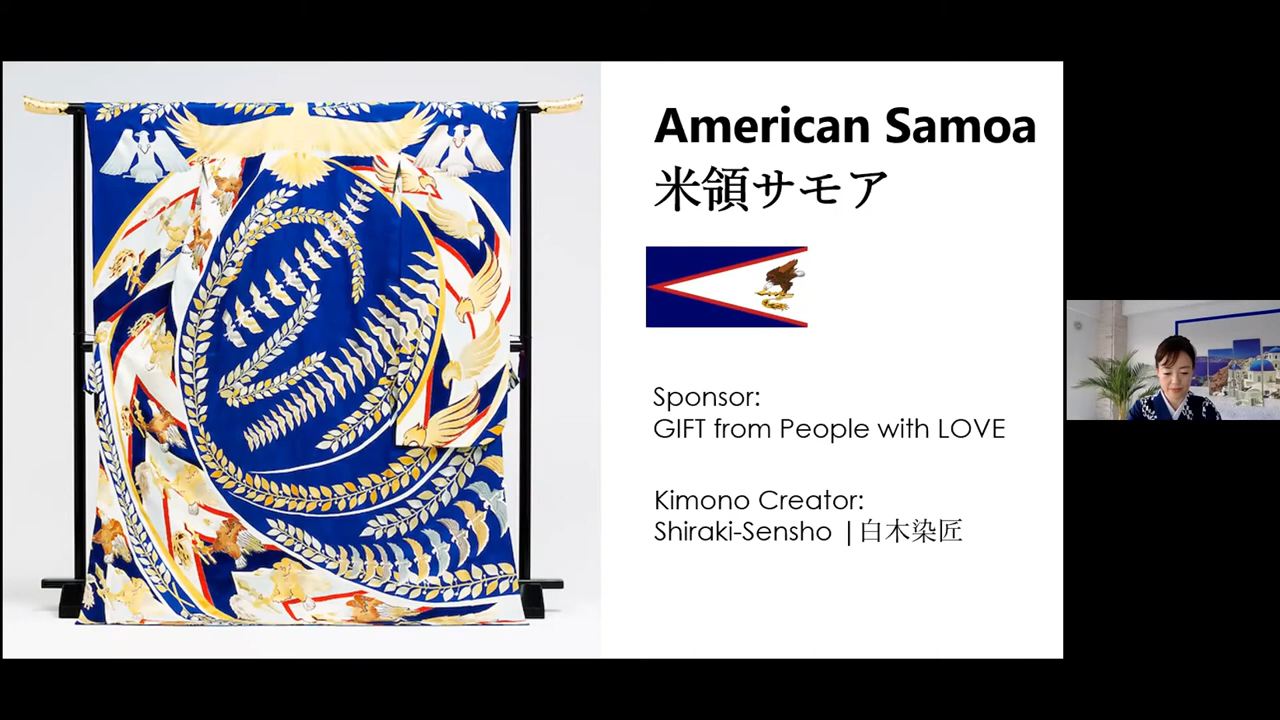 American Samoa
米領サモア
Sponsor:
GIFT from People with LOVE
Kimono Creator:
Shiraki-Sensho |白木染匠